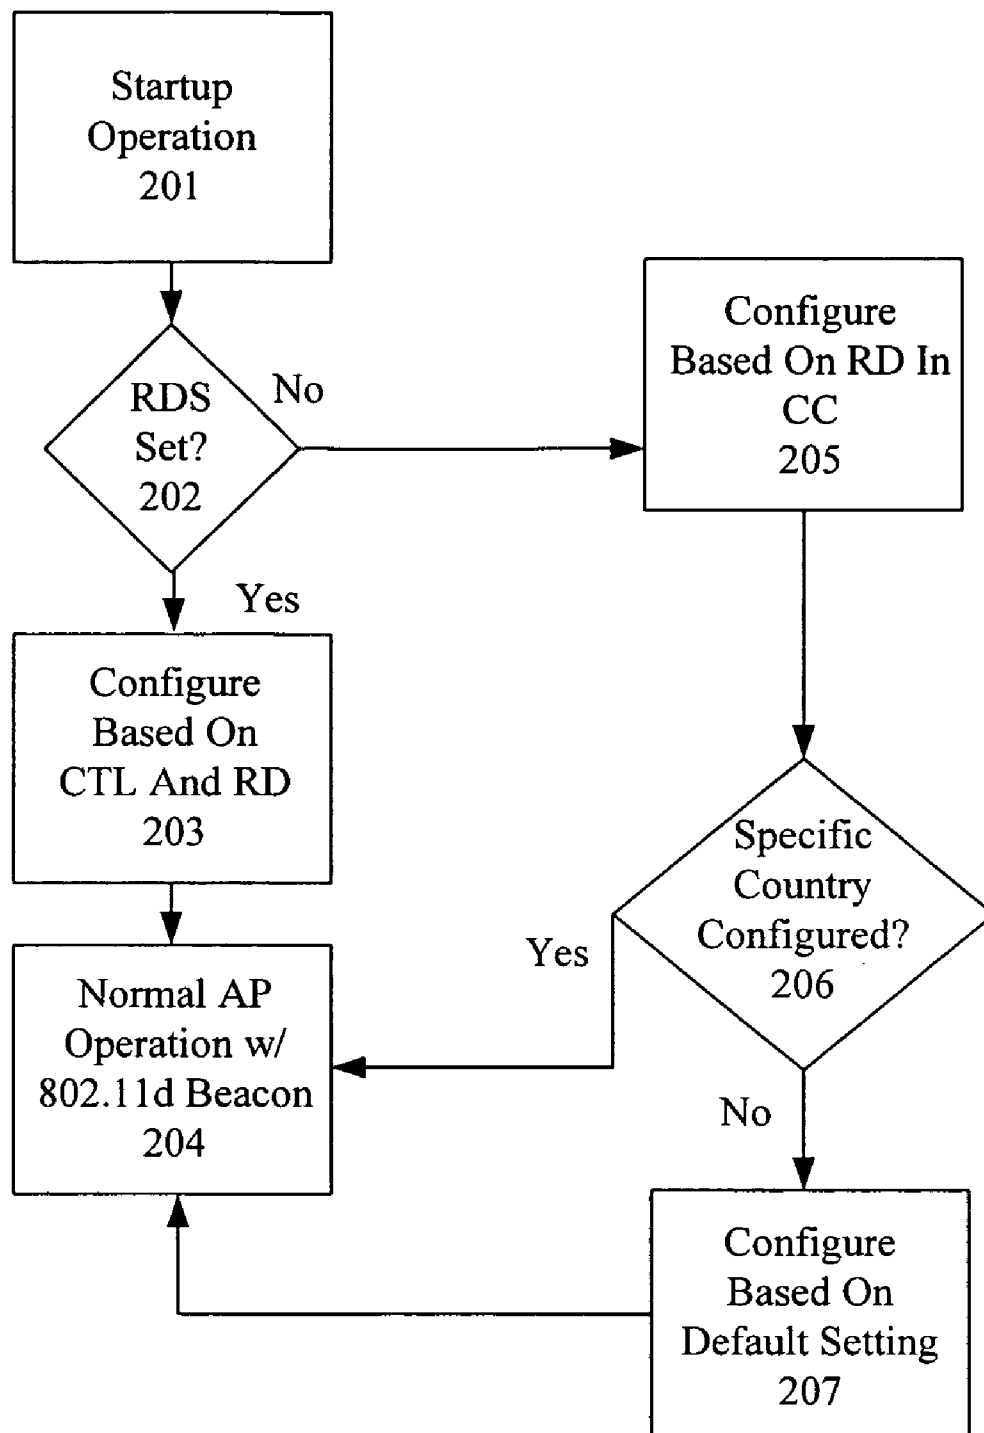 Startup
Operation
201
RDS
Set?
202
No
Yes
Configure
Based On RD In
CC
205
Configure
Based On
CTL And RD
203
Specific
Country
Configured?
206
Yes
No
Normal AP
Operation w/
802.11d Beacon
204
Configure
Based On
Default Setting
207